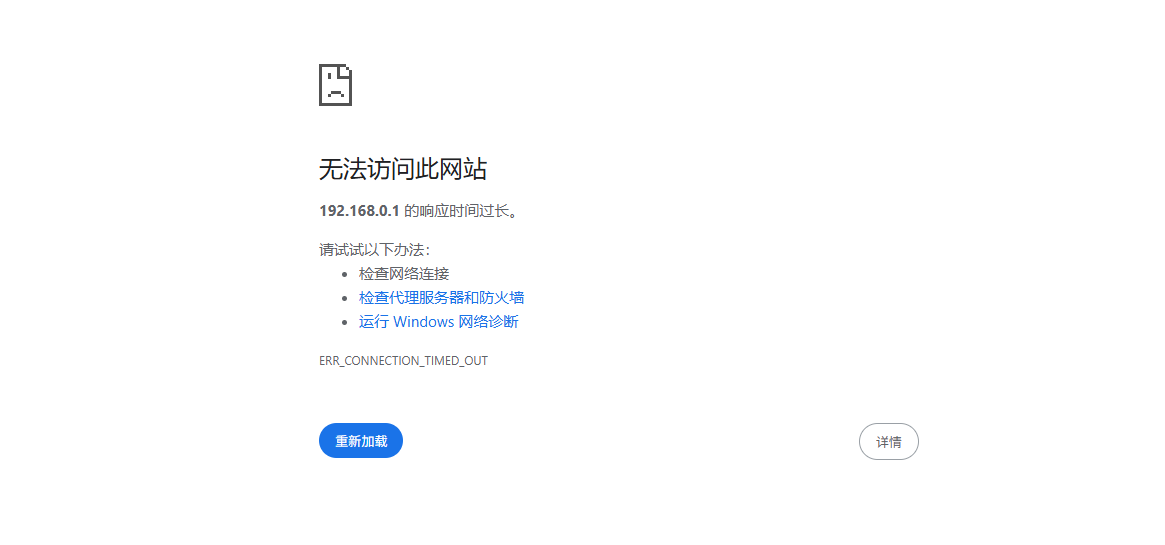 无法访问此网站
192.168.0.1 的响应时间过长。
请试试以下办法：
检查网络连接
检查代理服务器和防火墙
运行 Windows 网络诊断
ERR_CONNECTION_TIMED_OUT
重新加载
详情